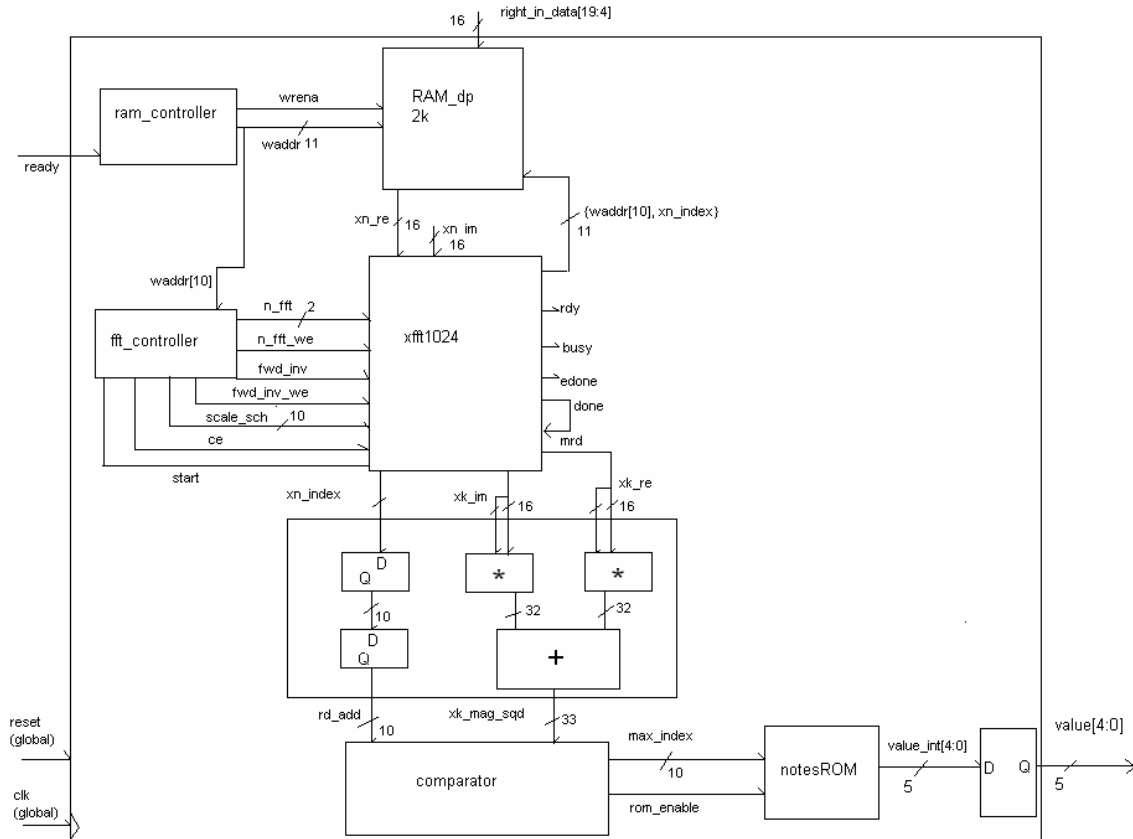 right_in_data[19:4]
16
RAM_dp
2k
wrena
ram_controller
waddr 11
ready
{waddr[10], xn_index}
11
xn_re
16
xn_im
16
waddr[10]
n_fft
2
rdy
fft_controller
n_fft_we
xfft1024
busy
fwd_inv
edone
fwd_inv_we
done
scale_sch
10
mrd
ce
start
xn_index
xk_im
16
xk_re
16
D
Q
*
*
10
32
32
D
Q
+
rd_add
10
xk_mag_sqd
33
reset
(global)
max_index
10
value_int[4:0]
value[4:0]
comparator
notesROM
5
D
Q
5
rom_enable
clk
(global)